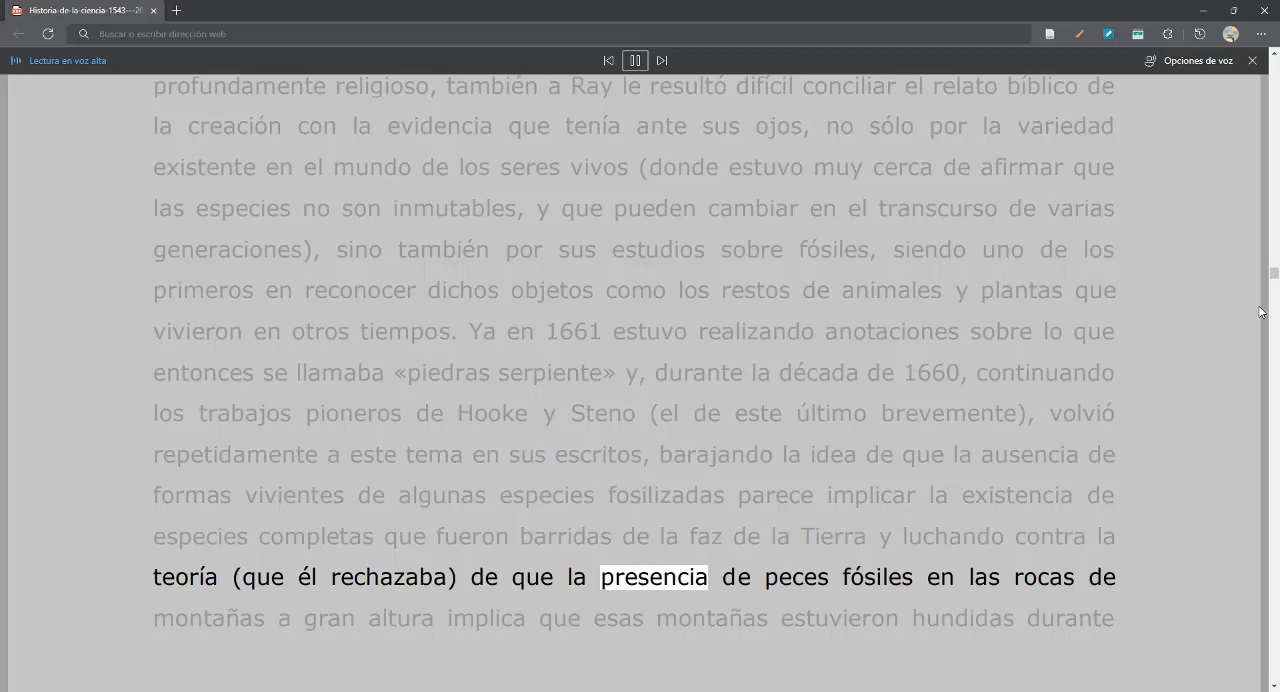 Historia-de-la-ciencia-1543---20
Buscar o escribir dirección web
Lectura en voz alta
Opciones de voz
profundamente religioso, también a Ray le resultó difícil conciliar el relato bíblico de
la creación con la evidencia que tenía ante sus ojos, no sólo por la variedad
existente en el mundo de los seres vivos (donde estuvo muy cerca de afirmar que
las especies no son inmutables, y que pueden cambiar en el transcurso de varias
generaciones), sino también por sus estudios sobre fósiles, siendo uno de los
primeros en reconocer dichos objetos como los restos de animales y plantas que
vivieron en otros tiempos. Ya en 1661 estuvo realizando anotaciones sobre lo que
entonces se llamaba «piedras serpiente» y, durante la década de 1660, continuando
los trabajos pioneros de Hooke y Steno (el de este último brevemente), volvió
repetidamente a este tema en sus escritos, barajando la idea de que la ausencia de
formas vivientes de algunas especies fosilizadas parece implicar la existencia de
especies completas que fueron barridas de la faz de la Tierra y luchando contra la
teoría (que él rechazaba) de que la presencia de peces fósiles en las rocas de
montañas a gran altura implica que esas montañas estuvieron hundidas durante